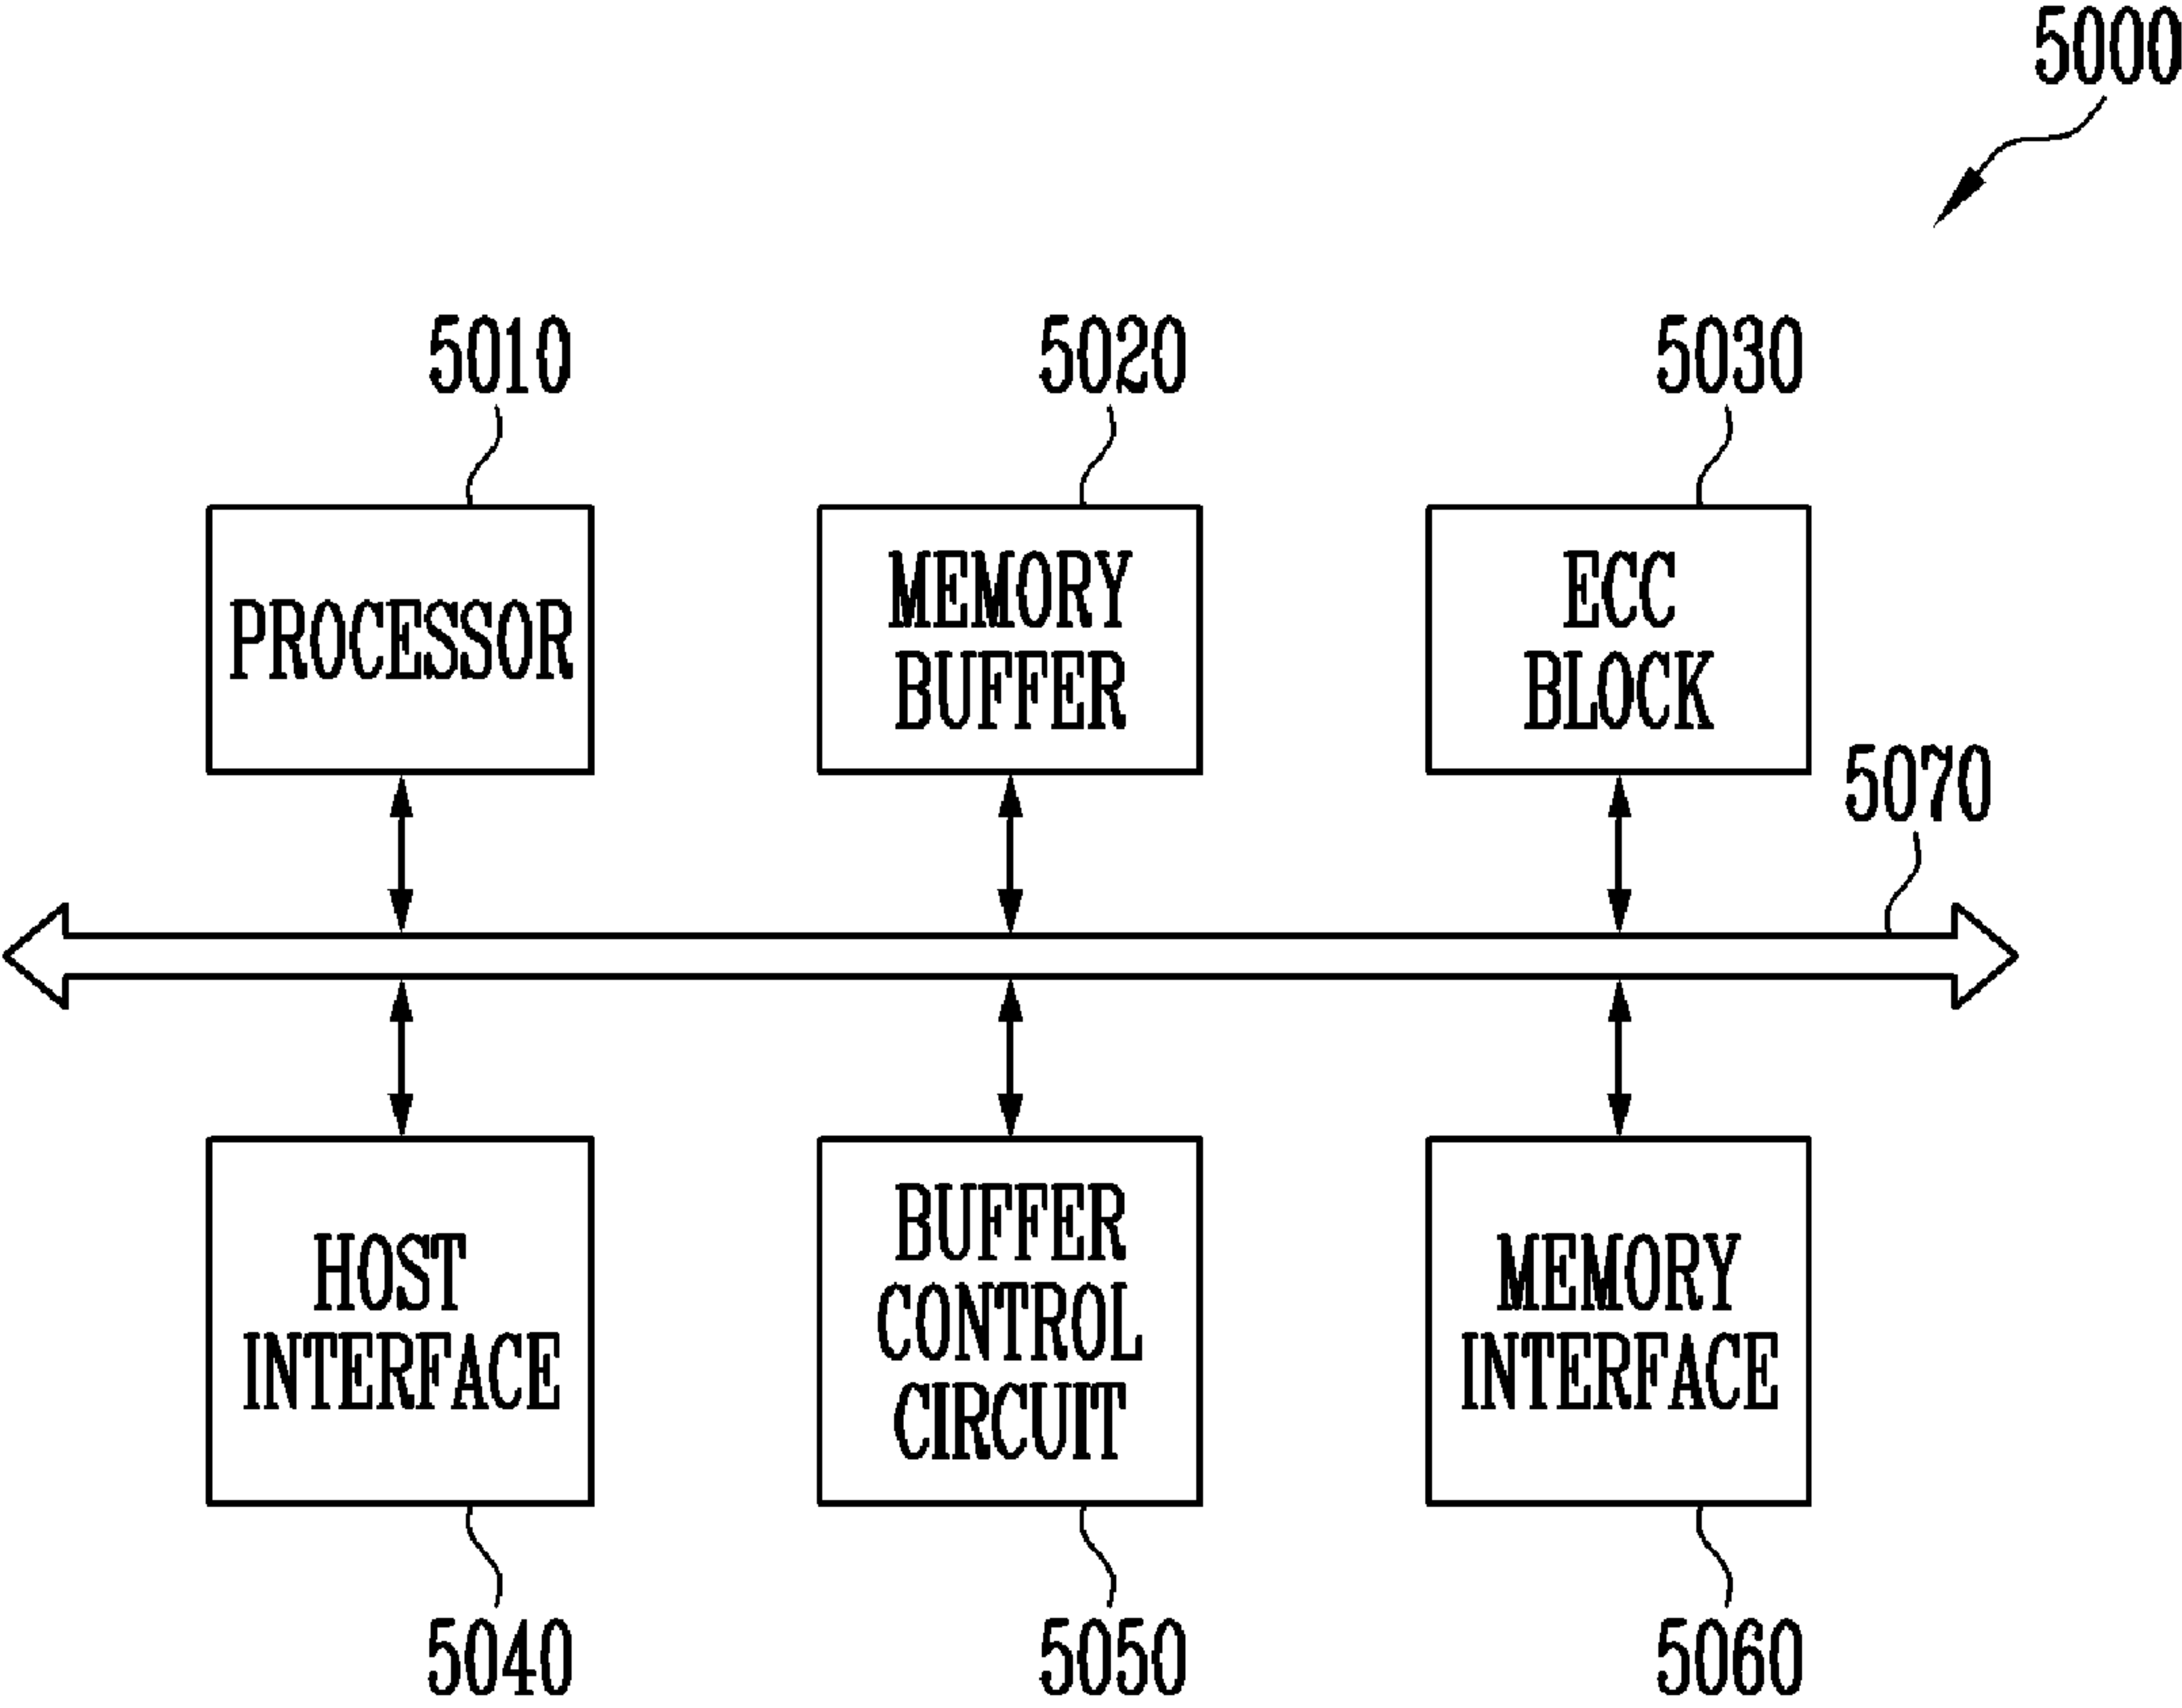 5000
5010
5020
5030
PROCESSOR
MEMORY
BUFFER
ECC
BLOCK
5070
HOST
INTERFACE
BUFFER
CONTROL
CIRCUIT
MEMORY
INTERFACE
5040
5050
5060